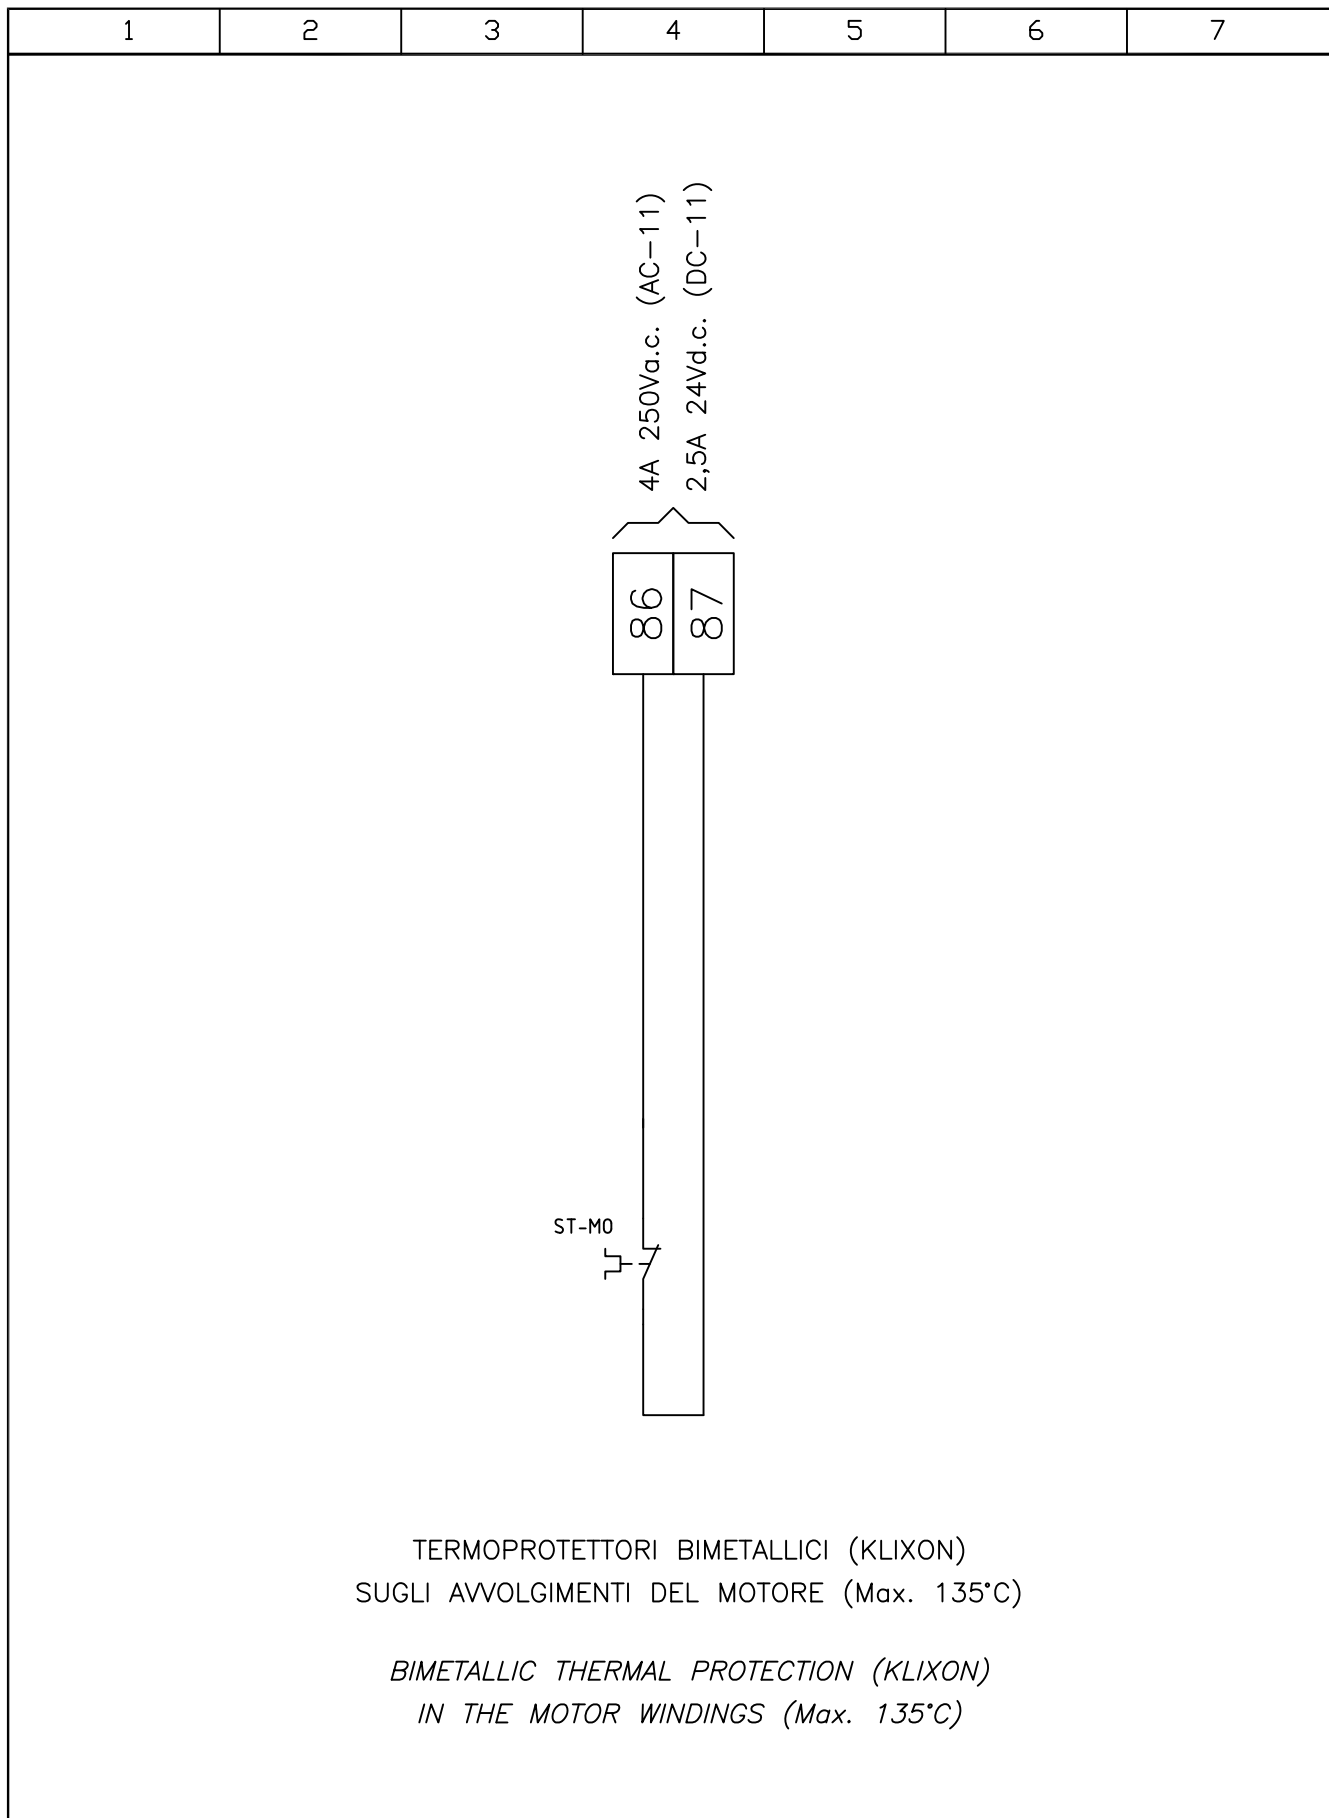 1 2 3 4 5 6 7
4A 250Va.c. (AC-11)
2,5A 24Vd.c. (DC-11)
86
87
ST-M0
TERMOPROTETTORI BIMETALLICI (KLIXON)
SUGLI AVVOLGIMENTI DEL MOTORE (Max. 135°C)
BIMETALLIC THERMAL PROTECTION (KLIXON)
IN THE MOTOR WINDINGS (Max. 135°C)